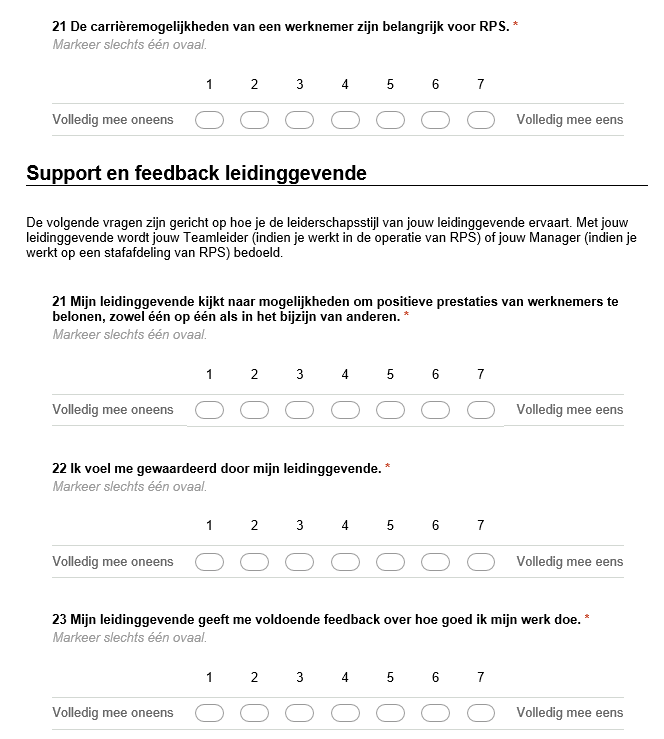 21 De carrièremogelijkheden van een werknemer zijn belangrijk voor RPS. *
Markeer slechts één ovaal.
1 2 3 4 5 6 7
Volledig mee oneens Volledig mee eens
Support en feedback leidinggevende
De volgende vragen zijn gericht op hoe je de leiderschapsstijl van jouw leidinggevende ervaart. Met jouw
leidinggevende wordt jouw Teamleider (indien je werkt in de operatie van RPS) of jouw Manager (indien je
werkt op een stafafdeling van RPS) bedoeld.
21 Mijn leidinggevende kijkt naar mogelijkheden om positieve prestaties van werknemers te
belonen, zowel één op één als in het bijzijn van anderen. *
Markeer slechts één ovaal.
1 2 3 4 5 6 7
Volledig mee oneens Volledig mee eens
22 Ik voel me gewaardeerd door mijn leidinggevende. *
Markeer slechts één ovaal.
1 2 3 4 5 6 7
Volledig mee oneens Volledig mee eens
23 Mijn leidinggevende geeft me voldoende feedback over hoe goed ik mijn werk doe. *
Markeer slechts één ovaal.
1 2 3 4 5 6 7
Volledig mee oneens Volledig mee eens